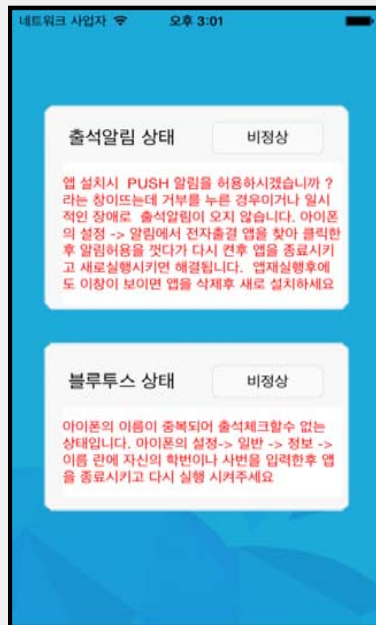 네트워크 사업자 오후 3:01
출석알림 상태 비정상
앱 설치시 PUSH 알림을 허용하시겠습니까 ?
라는 창이뜨는데 거부를 누른 경우이거나 일시
적인 장애로 출석알림이 오지 않습니다. 아이폰
의 설정 -> 알림에서 전자출결 앱을 찾아 클릭한
후 알림허용을 껏다가 다시 켠후 앱을 종료시키
고 새로실행시키면 해결됩니다. 앱재실행후에
도 이창이 보이면 앱을 삭제후 새로 설치하세요
블루투스 상태 비정상
아이폰의 이름이 중복되어 출석체크할수 없는
상태입니다. 아이폰의 설정-> 일반 -> 정보 ->
이름 란에 자신의 학번이나 사번을 입력한후 앱
을 종료시키고 다시 실행 시켜주세요